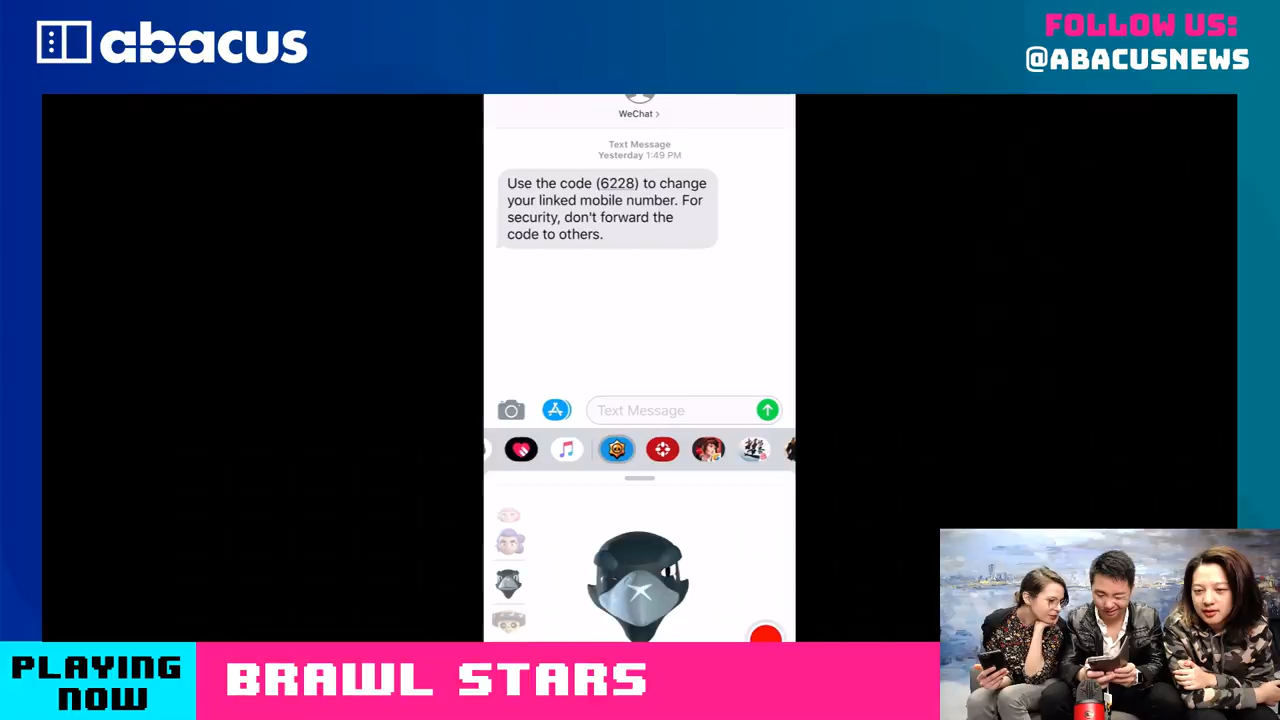 abacus
FOLLOW US:
@ABACUSNEWS
WeChat >
Text Message
Yesterday 1:49 PM
Use the code (6228) to change
your linked mobile number. For
security, don't forward the
code to others.
Text Message
PLAYING
NOW
BRAWL STARS